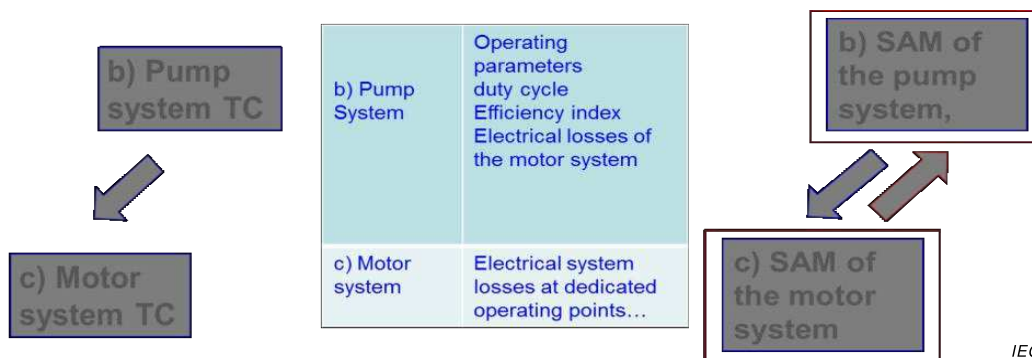 b) Pump
system TC
c) Motor
system TC
b) Pump
System
Operating
parameters
duty cycle
Efficiency index
Electrical losses of
the motor system
c) Motor
system
Electrical system
losses at dedicated
operating points…
b) SAM of
the pump
system,
c) SAM of
the motor
system